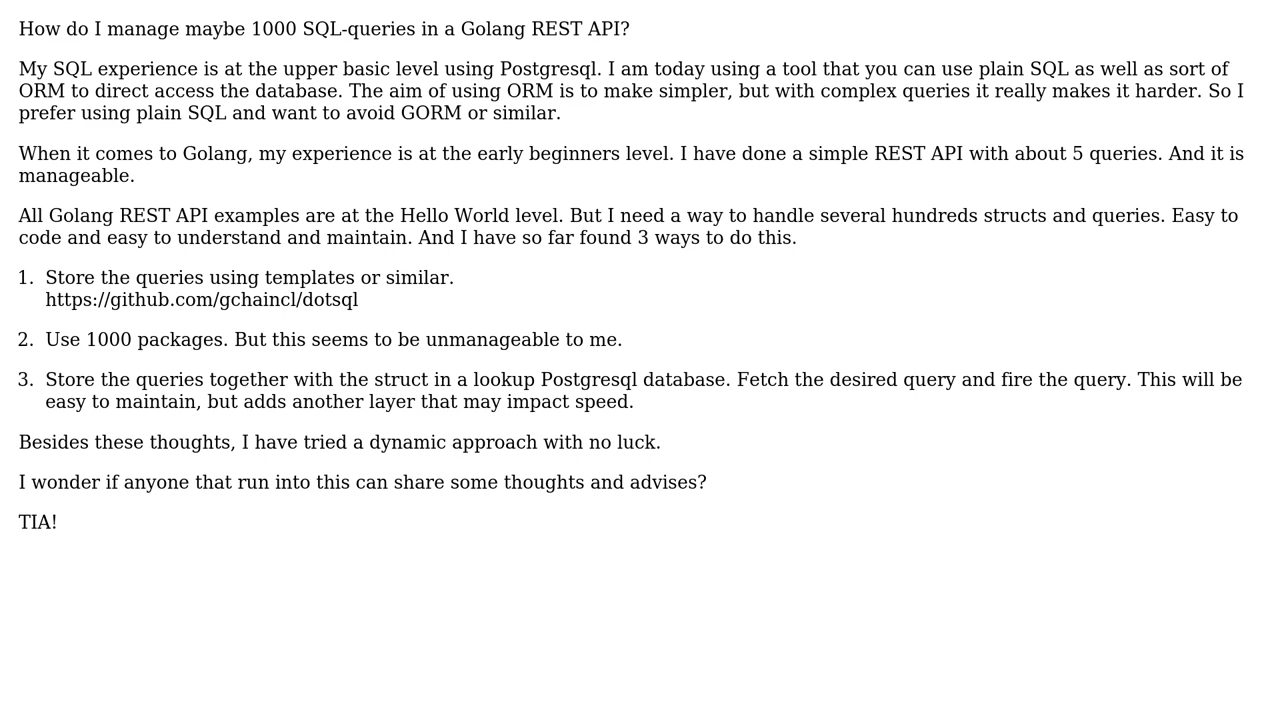 How do I manage maybe 1000 SQL-queries in a Golang REST API?
My SQL experience is at the upper basic level using Postgresql. I am today using a tool that you can use plain SQL as well as sort of
ORM to direct access the database. The aim of using ORM is to make simpler, but with complex queries it really makes it harder. So I
prefer using plain SQL and want to avoid GORM or similar.
When it comes to Golang, my experience is at the early beginners level. I have done a simple REST API with about 5 queries. And it is
manageable.
All Golang REST API examples are at the Hello World level. But I need a way to handle several hundreds structs and queries. Easy to
code and easy to understand and maintain. And I have so far found 3 ways to do this.
1. Store the queries using templates or similar.
https://github.com/gchaincl/dotsql
2. Use 1000 packages. But this seems to be unmanageable to me.
3. Store the queries together with the struct in a lookup Postgresql database. Fetch the desired query and fire the query. This will be
easy to maintain, but adds another layer that may impact speed.
Besides these thoughts, I have tried a dynamic approach with no luck.
I wonder if anyone that run into this can share some thoughts and advises?
TIA!